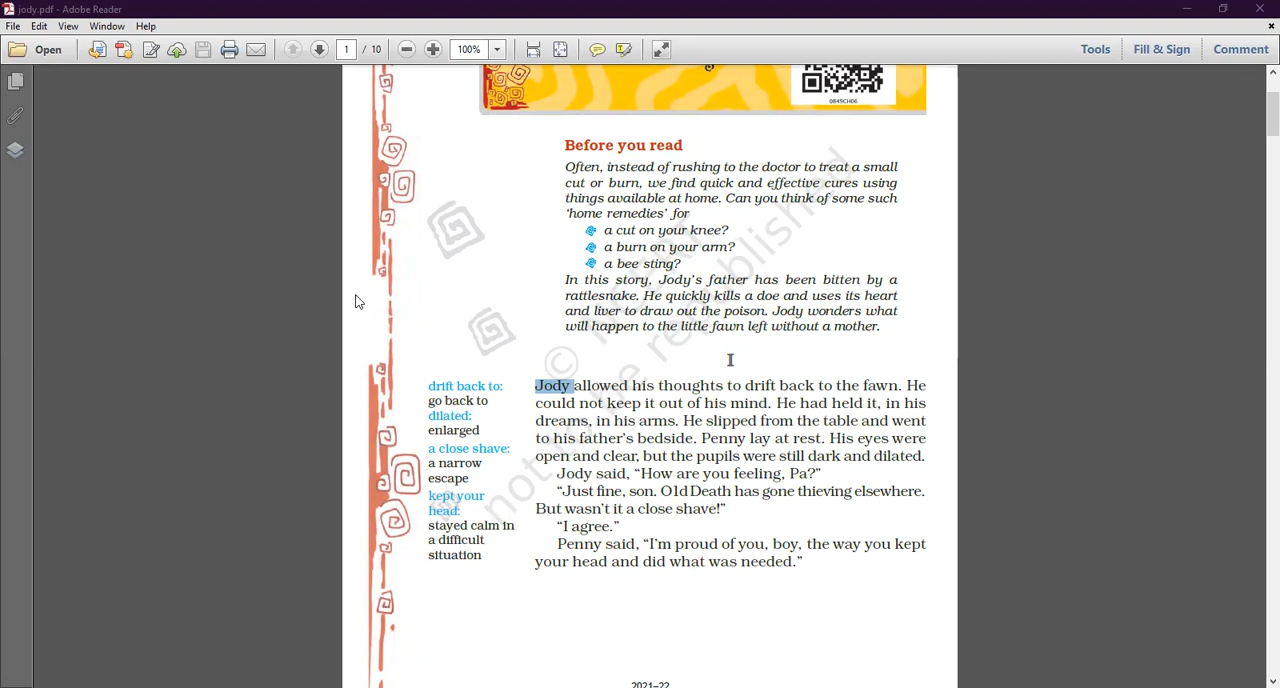 jody.pdf - Adobe Reader
File Edit View Window Help
Open 1 / 10 100% Tools Fill & Sign Comment
0845CH06
Before you read
Often, instead of rushing to the doctor to treat a small
cut or burn, we find quick and effective cures using
things available at home. Can you think of some such
‘home remedies’ for
a cut on your knee?
a burn on your arm?
a bee sting?
In this story, Jody’s father has been bitten by a
rattlesnake. He quickly kills a doe and uses its heart
and liver to draw out the poison. Jody wonders what
will happen to the little fawn left without a mother.
I
Jody allowed his thoughts to drift back to the fawn. He
could not keep it out of his mind. He had held it, in his
dreams, in his arms. He slipped from the table and went
to his father’s bedside. Penny lay at rest. His eyes were
open and clear, but the pupils were still dark and dilated.
Jody said, “How are you feeling, Pa?”
“Just fine, son. Old Death has gone thieving elsewhere.
But wasn’t it a close shave!”
“I agree.”
Penny said, “I’m proud of you, boy, the way you kept
your head and did what was needed.”
drift back to:
go back to
dilated:
enlarged
a close shave:
a narrow
escape
kept your
head:
stayed calm in
a difficult
situation
not to be republished
2021–22